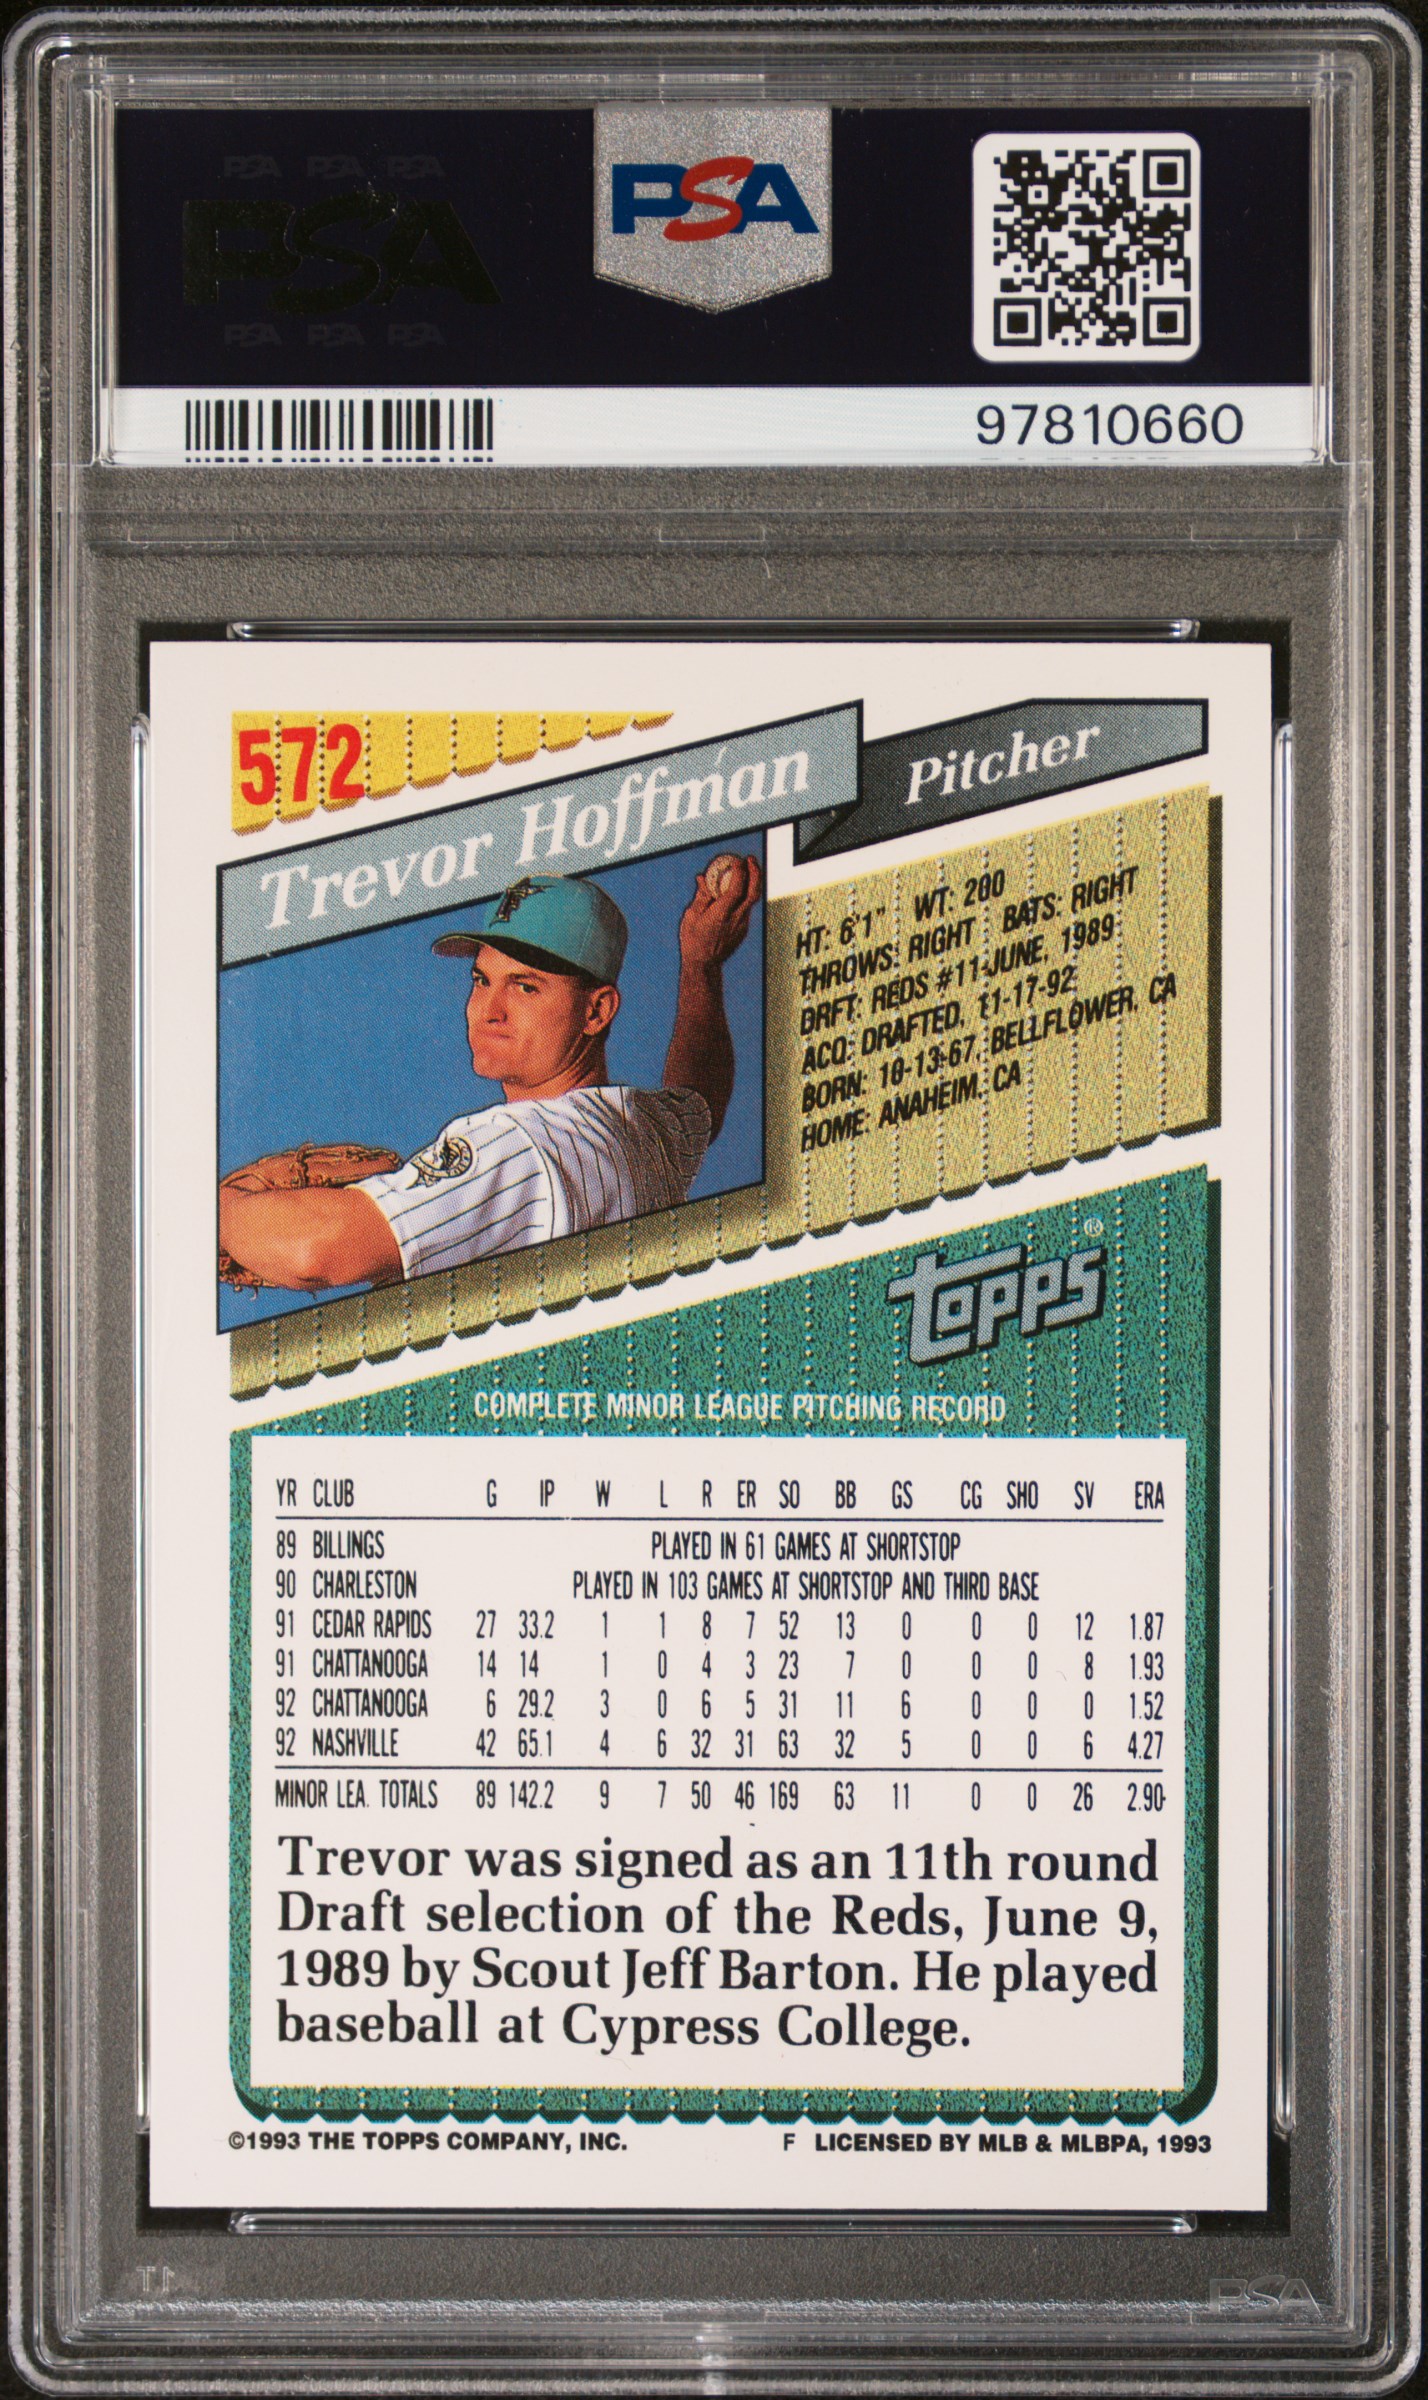 PSA PSA PSA
PSA
PSA PSA PSA
PSA
97810660
572
Trevor Hoffman
Pitcher
HT: 6'1" WT: 200
THROWS: RIGHT BATS: RIGHT
DRFT: REDS #11-JUNE, 1989
ACQ: DRAFTED, 11-17-92
BORN: 10-13-67, BELLFLOWER, CA
HOME: ANAHEIM, CA
TOPPS®
COMPLETE MINOR LEAGUE PITCHING RECORD
YR CLUB G IP W L R ER SO BB GS CG SHO SV ERA
89 BILLINGS PLAYED IN 61 GAMES AT SHORTSTOP
90 CHARLESTON PLAYED IN 103 GAMES AT SHORTSTOP AND THIRD BASE
91 CEDAR RAPIDS 27 33.2 1 1 8 7 52 13 0 0 0 12 1.87
91 CHATTANOOGA 14 14 1 0 4 3 23 7 0 0 0 8 1.93
92 CHATTANOOGA 6 29.2 3 0 6 5 31 11 6 0 0 0 1.52
92 NASHVILLE 42 65.1 4 6 32 31 63 32 5 0 0 6 4.27
MINOR LEA. TOTALS 89 142.2 9 7 50 46 169 63 11 0 0 26 2.90
Trevor was signed as an 11th round
Draft selection of the Reds, June 9,
1989 by Scout Jeff Barton. He played
baseball at Cypress College.
©1993 THE TOPPS COMPANY, INC.
F LICENSED BY MLB & MLBPA, 1993
PSA